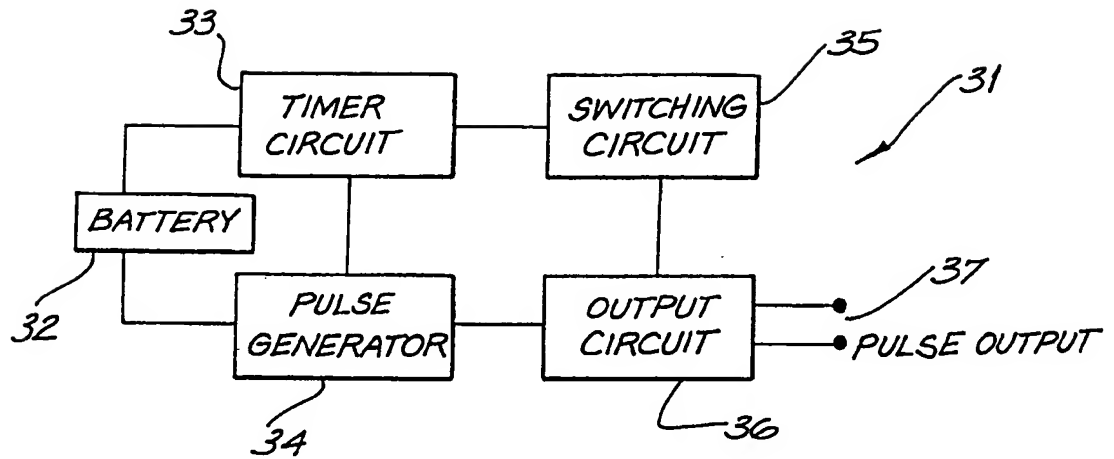 33
35
31
TIMER
CIRCUIT
SWITCHING
CIRCUIT
BATTERY
32
PULSE
GENERATOR
OUTPUT
CIRCUIT
37
PULSE OUTPUT
34
36